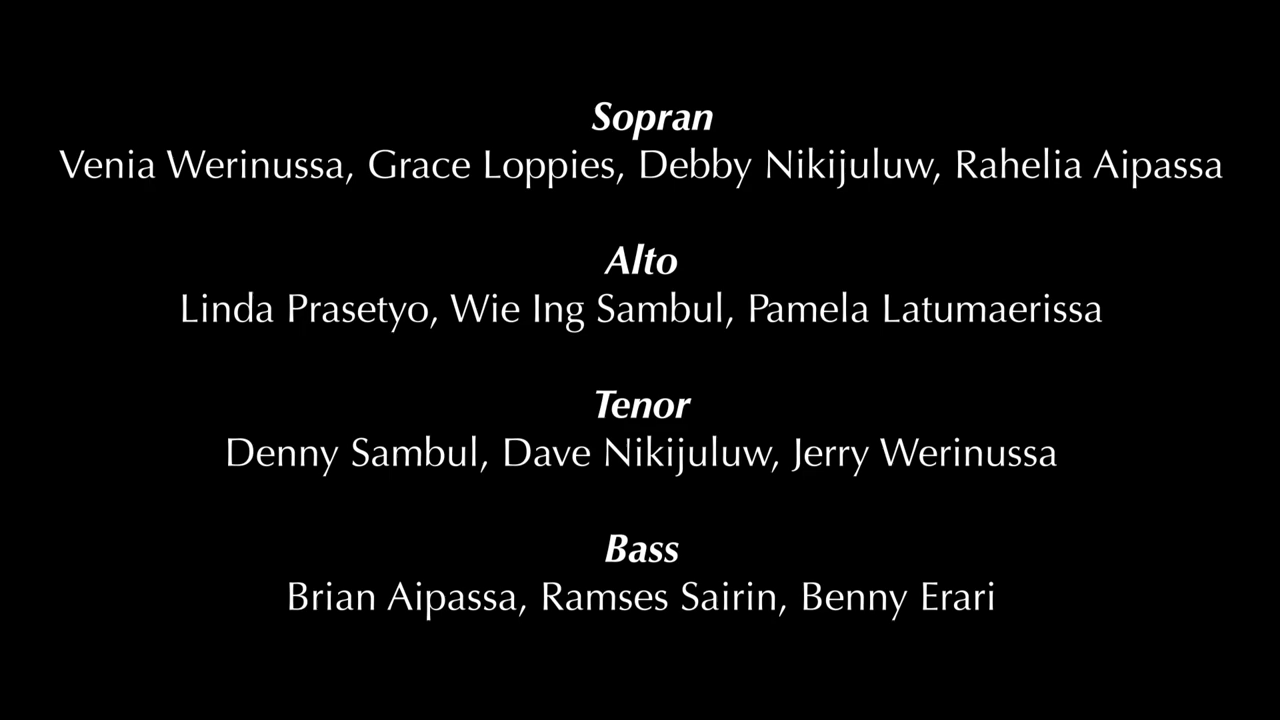 Sopran
Venia Werinussa, Grace Loppies, Debby Nikijuluw, Rahelia Aipassa
Alto
Linda Prasetyo, Wie Ing Sambul, Pamela Latumaerissa
Tenor
Denny Sambul, Dave Nikijuluw, Jerry Werinussa
Bass
Brian Aipassa, Ramses Sairin, Benny Erari